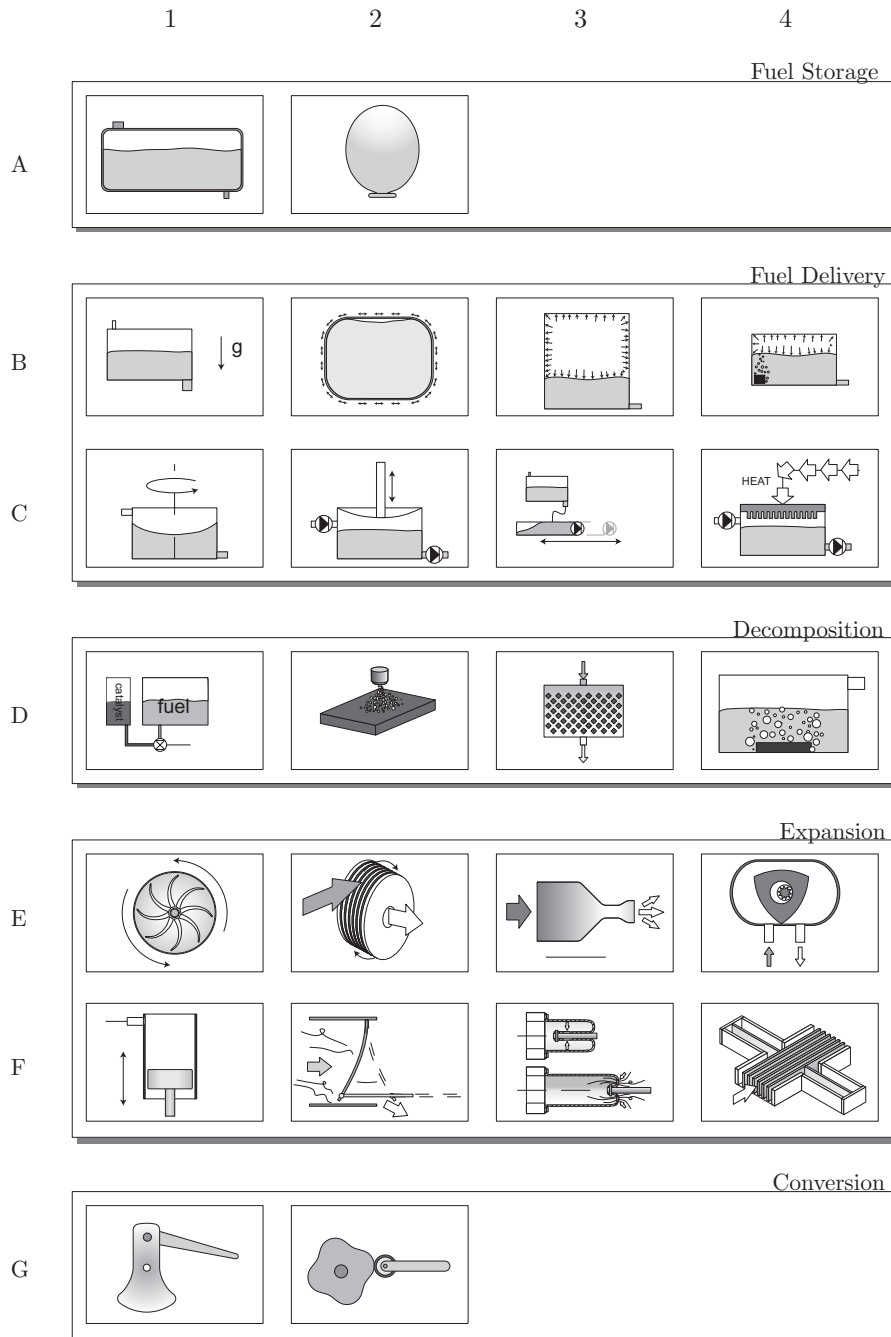 1 2 3 4
Fuel Storage
A
Fuel Delivery
B
g
C
HEAT
Decomposition
D
catalyst
fuel
Expansion
E
F
Conversion
G